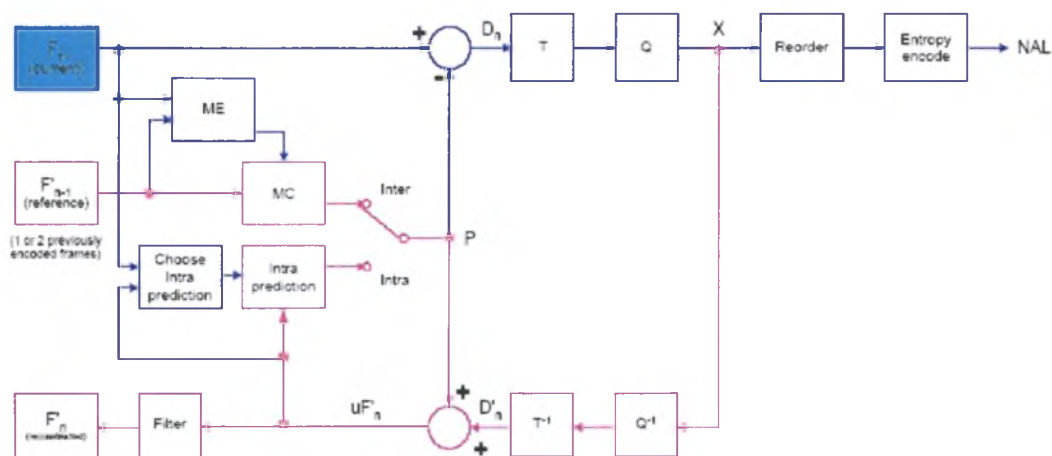 Fn
(current)
+
-
Dn
T
Q
X
Reorder
Entropy
encode
NAL
ME
F'n-1
(reference)
(1 or 2 previously
encoded frames)
MC
Inter
P
Choose
Intra
prediction
Intra
prediction
Intra
F'n
(reconstructed)
Filter
uF'n
+
+
D'n
T-1
Q-1